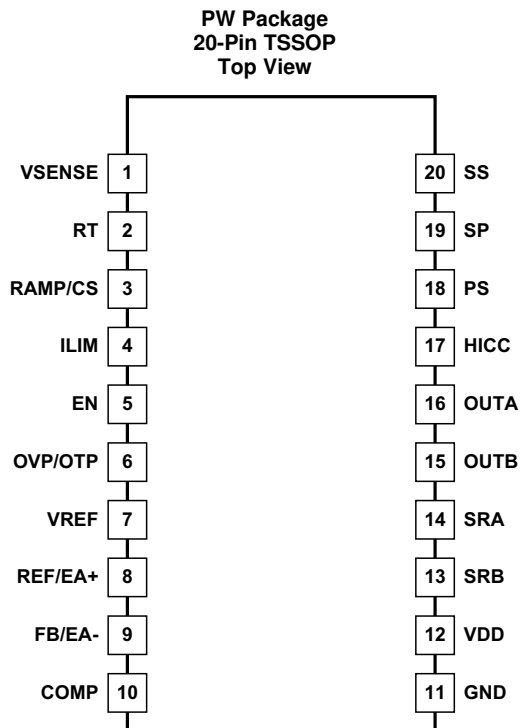 PW Package
20-Pin TSSOP
Top View
VSENSE 1 20 SS
RT 2 19 SP
RAMP/CS 3 18 PS
ILIM 4 17 HICC
EN 5 16 OUTA
OVP/OTP 6 15 OUTB
VREF 7 14 SRA
REF/EA+ 8 13 SRB
FB/EA- 9 12 VDD
COMP 10 11 GND